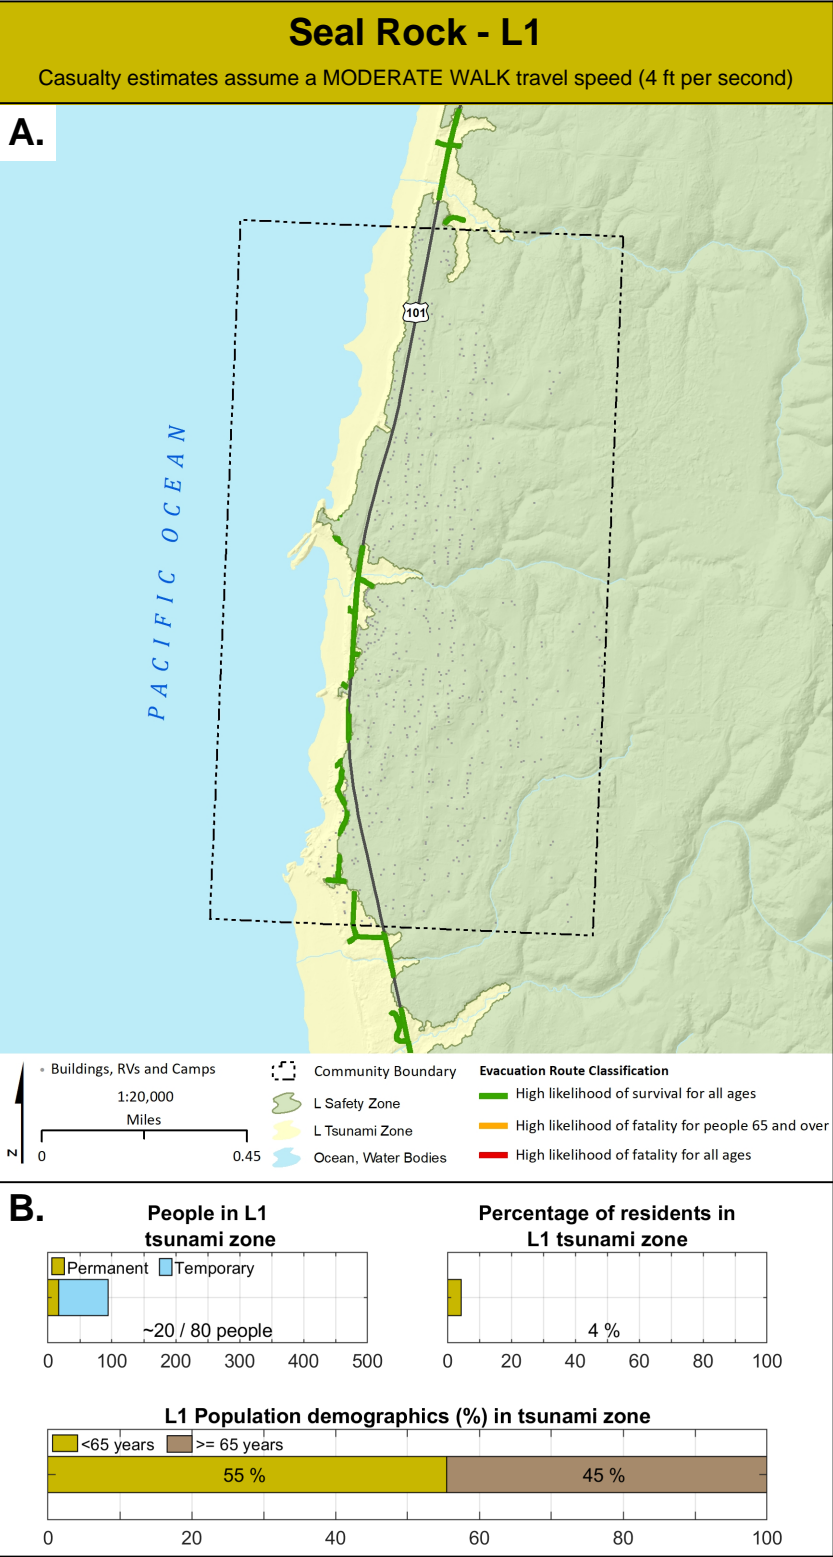 Seal Rock - L1
Casualty estimates assume a MODERATE WALK travel speed (4 ft per second)
A.
101
PACIFIC OCEAN
Buildings, RVs and Camps
1:20,000
Miles
0 0.45
N
Community Boundary
L Safety Zone
L Tsunami Zone
Ocean, Water Bodies
Evacuation Route Classification
High likelihood of survival for all ages
High likelihood of fatality for people 65 and over
High likelihood of fatality for all ages
B.
People in L1
tsunami zone
Permanent Temporary
~20 / 80 people
0 100 200 300 400 500
Percentage of residents in
L1 tsunami zone
4 %
0 20 40 60 80 100
L1 Population demographics (%) in tsunami zone
<65 years >= 65 years
55 % 45 %
0 20 40 60 80 100